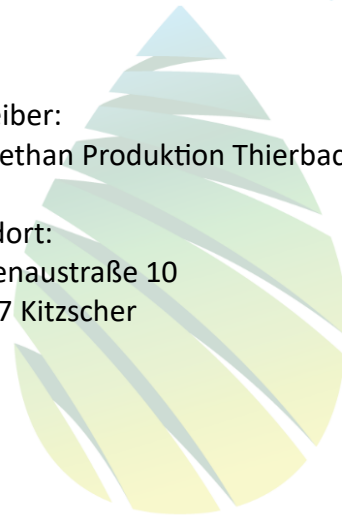 eiber:
ethan Produktion Thierbac
dort:
enaustraße 10
7 Kitzscher